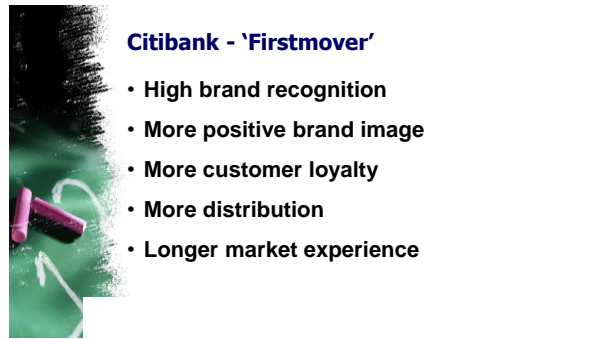 Citibank - ‘Firstmover’
• High brand recognition
• More positive brand image
• More customer loyalty
• More distribution
• Longer market experience